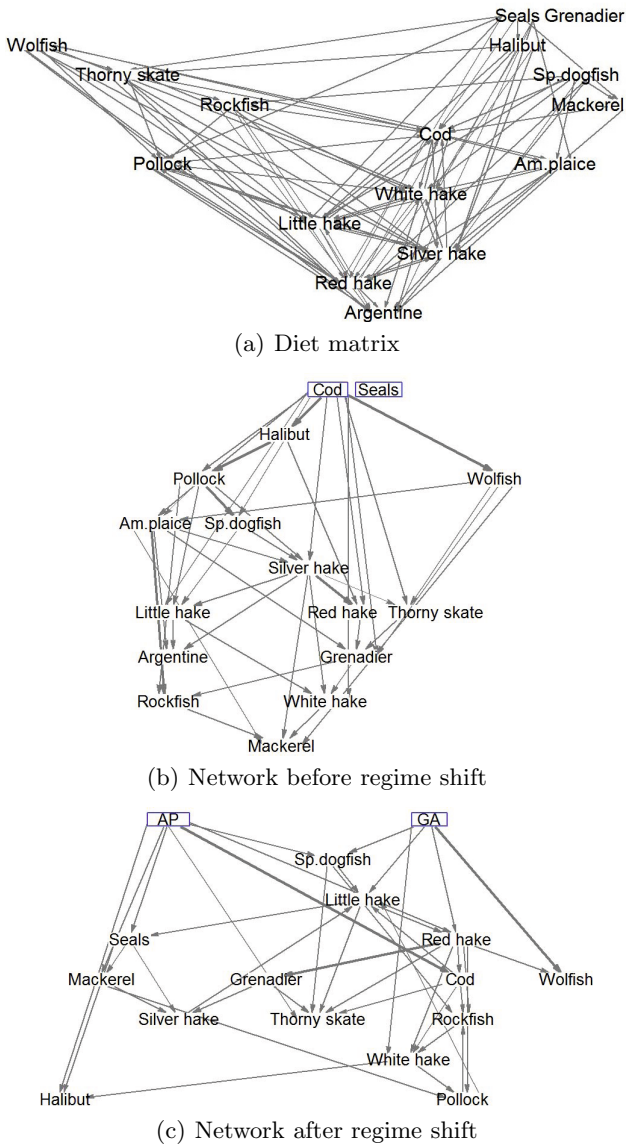 Seals Grenadier
Wolfish
Halibut
Thorny skate
Sp.dogfish
Rockfish
Mackerel
Cod
Pollock
Am.plaice
White hake
Little hake
Silver hake
Red hake
Argentine
(a) Diet matrix
Cod Seals
Halibut
Pollock
Wolfish
Am.plaice
Sp.dogfish
Silver hake
Little hake
Red hake
Thorny skate
Argentine
Grenadier
Rockfish
White hake
Mackerel
(b) Network before regime shift
AP
GA
Sp.dogfish
Little hake
Seals
Red hake
Mackerel
Grenadier
Cod
Wolfish
Silver hake
Thorny skate
Rockfish
White hake
Halibut
Pollock
(c) Network after regime shift